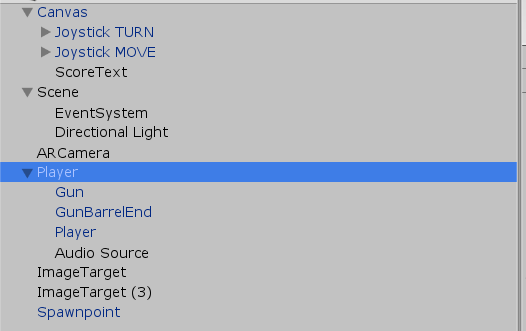 Canvas
Joystick TURN
Joystick MOVE
ScoreText
Scene
EventSystem
Directional Light
ARCamera
Player
Gun
GunBarrelEnd
Player
Audio Source
ImageTarget
ImageTarget (3)
Spawnpoint